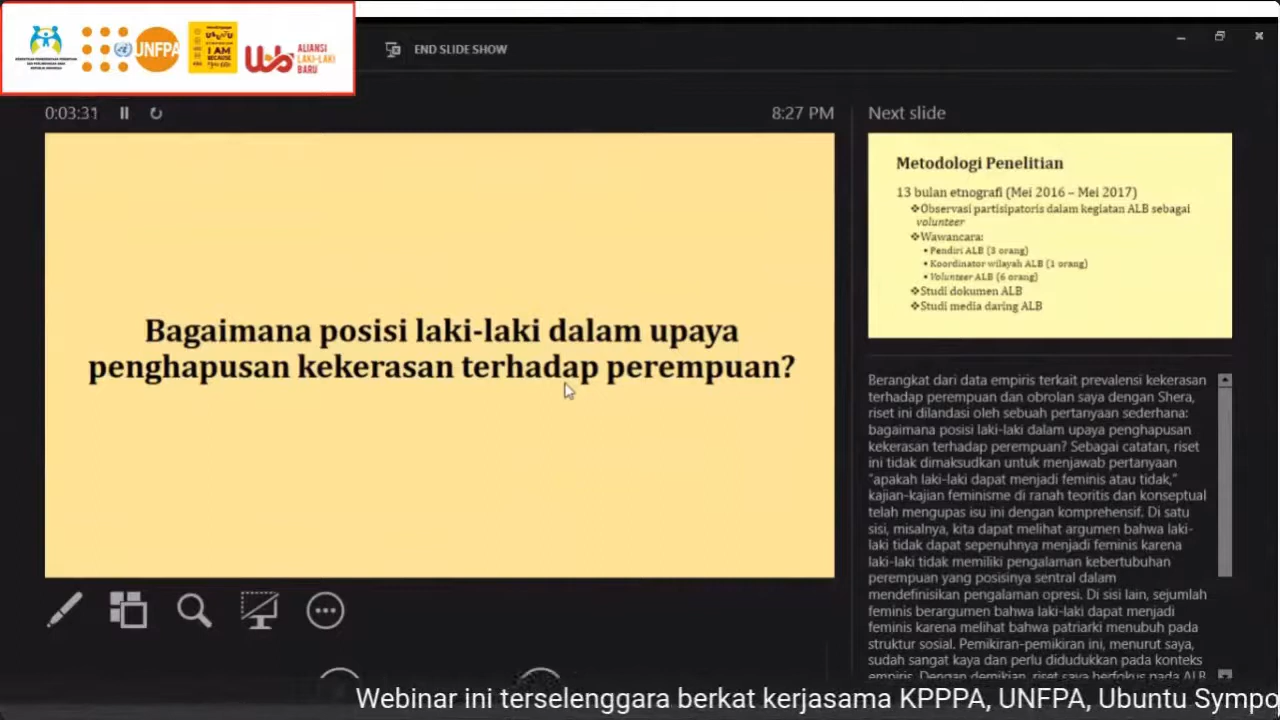 UNFPA
I AM
BECAUSE
ALIANSI
LAKI-LAKI
BARU
END SLIDE SHOW
0:03:31
8:27 PM
Next slide
Bagaimana posisi laki-laki dalam upaya
penghapusan kekerasan terhadap perempuan?
Metodologi Penelitian
13 bulan etnografi (Mei 2016 – Mei 2017)
❖Observasi partisipatoris dalam kegiatan ALB sebagai
volunteer
❖Wawancara:
▪ Pendiri ALB (3 orang)
▪ Koordinator wilayah ALB (1 orang)
▪ Volunteer ALB (6 orang)
❖Studi dokumen ALB
❖Studi media daring ALB
Berangkat dari data empiris terkait prevalensi kekerasan
terhadap perempuan dan obrolan saya dengan Shera,
riset ini dilandasi oleh sebuah pertanyaan sederhana:
bagaimana posisi laki-laki dalam upaya penghapusan
kekerasan terhadap perempuan? Sebagai catatan, riset
ini tidak dimaksudkan untuk menjawab pertanyaan
“apakah laki-laki dapat menjadi feminis atau tidak,”
kajian-kajian feminisme di ranah teoritis dan konseptual
telah mengupas isu ini dengan komprehensif. Di satu
sisi, misalnya, kita dapat melihat argumen bahwa laki-
laki tidak dapat sepenuhnya menjadi feminis karena
laki-laki tidak memiliki pengalaman kebertubuhan
perempuan yang posisinya sentral dalam
mendefinisikan pengalaman opresi. Di sisi lain, sejumlah
feminis berargumen bahwa laki-laki dapat menjadi
feminis karena melihat bahwa patriarki menubuh pada
struktur sosial. Pemikiran-pemikiran ini, menurut saya,
sudah sangat kaya dan perlu didudukkan pada konteks
empiris. Dengan demikian, riset saya berfokus pada ALB
Webinar ini terselenggara berkat kerjasama KPPPA, UNFPA, Ubuntu Sympo